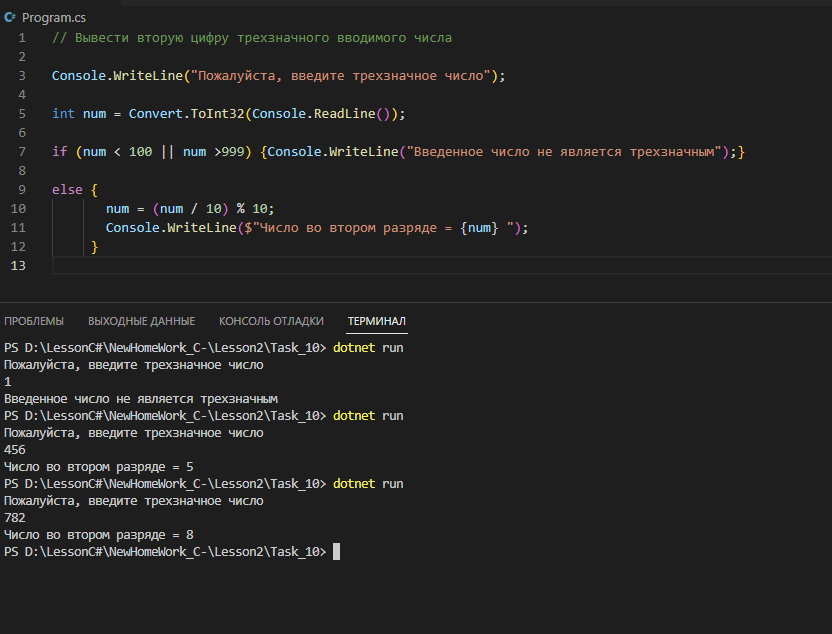 C# Program.cs
1 // Вывести вторую цифру трехзначного вводимого числа
2
3 Console.WriteLine("Пожалуйста, введите трехзначное число");
4
5 int num = Convert.ToInt32(Console.ReadLine());
6
7 if (num < 100 || num >999) {Console.WriteLine("Введенное число не является трехзначным");}
8
9 else {
10 num = (num / 10) % 10;
11 Console.WriteLine($"Число во втором разряде = {num} ");
12 }
13
ПРОБЛЕМЫ ВЫХОДНЫЕ ДАННЫЕ КОНСОЛЬ ОТЛАДКИ ТЕРМИНАЛ
PS D:\LessonC#\NewHomeWork_C-\Lesson2\Task_10> dotnet run
Пожалуйста, введите трехзначное число
1
Введенное число не является трехзначным
PS D:\LessonC#\NewHomeWork_C-\Lesson2\Task_10> dotnet run
Пожалуйста, введите трехзначное число
456
Число во втором разряде = 5
PS D:\LessonC#\NewHomeWork_C-\Lesson2\Task_10> dotnet run
Пожалуйста, введите трехзначное число
782
Число во втором разряде = 8
PS D:\LessonC#\NewHomeWork_C-\Lesson2\Task_10>